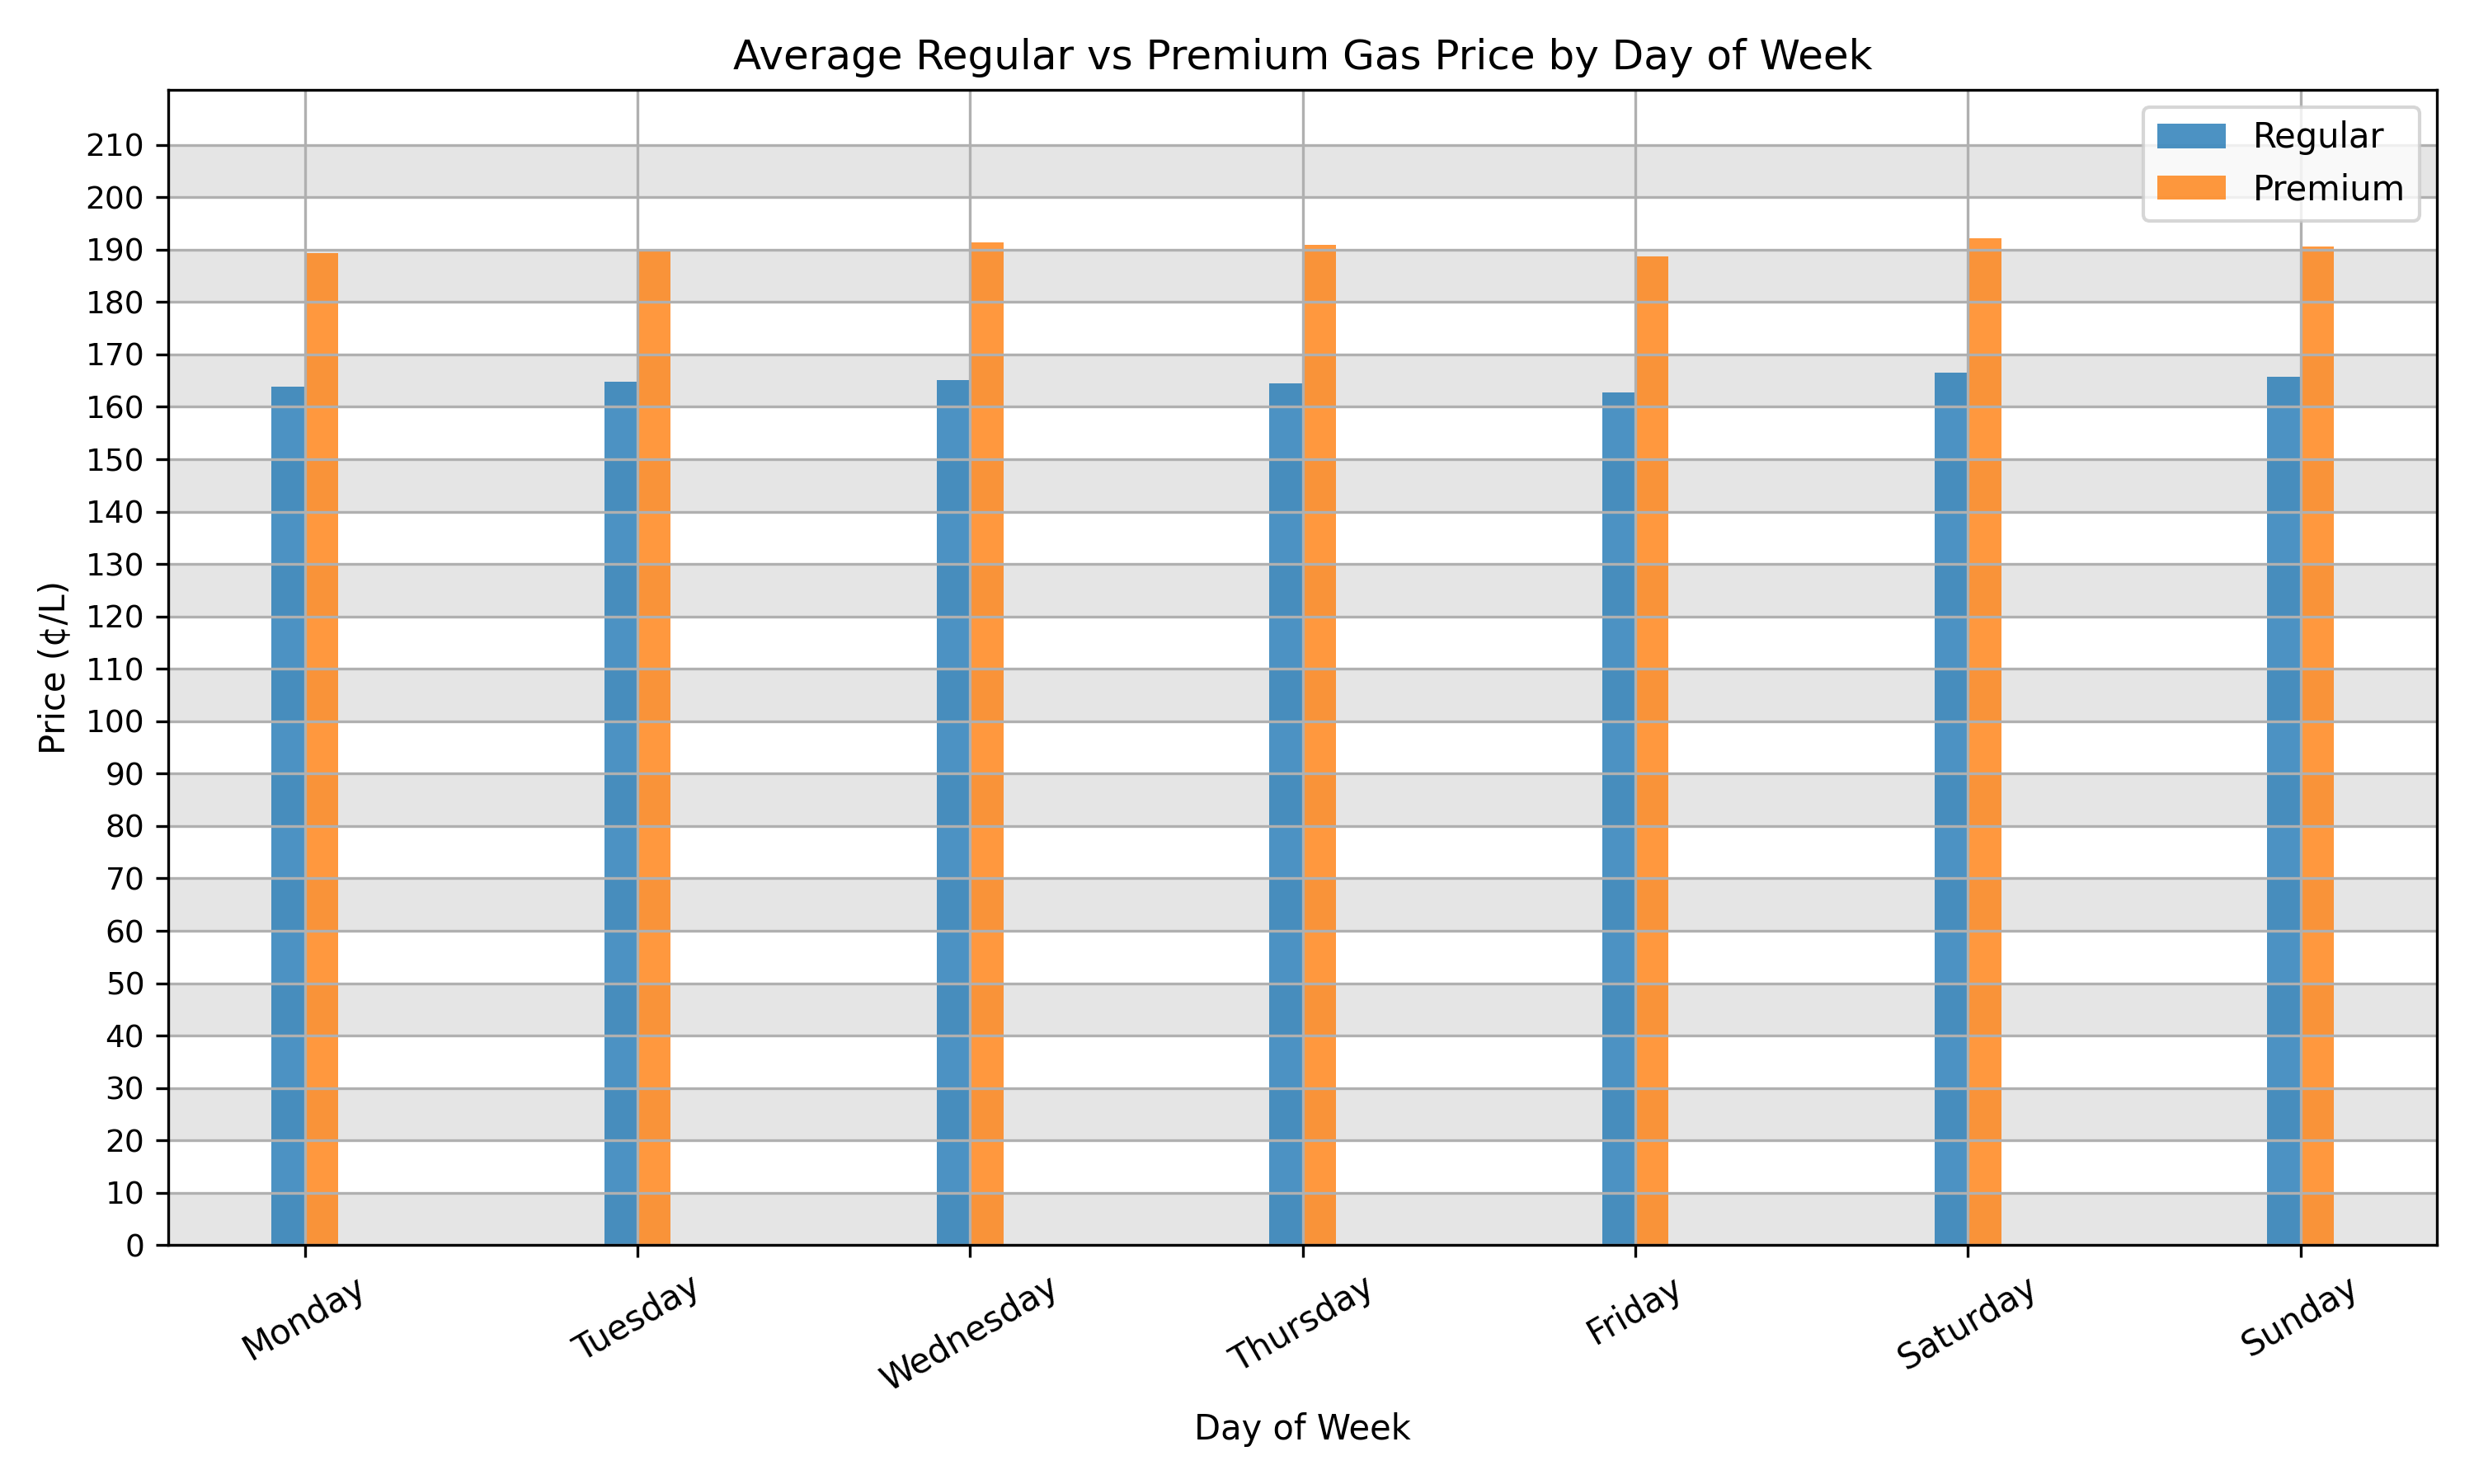 Average Regular vs Premium Gas Price by Day of Week
Regular
Premium
Price (¢/L)
210
200
190
180
170
160
150
140
130
120
110
100
90
80
70
60
50
40
30
20
10
0
Monday
Tuesday
Wednesday
Thursday
Friday
Saturday
Sunday
Day of Week